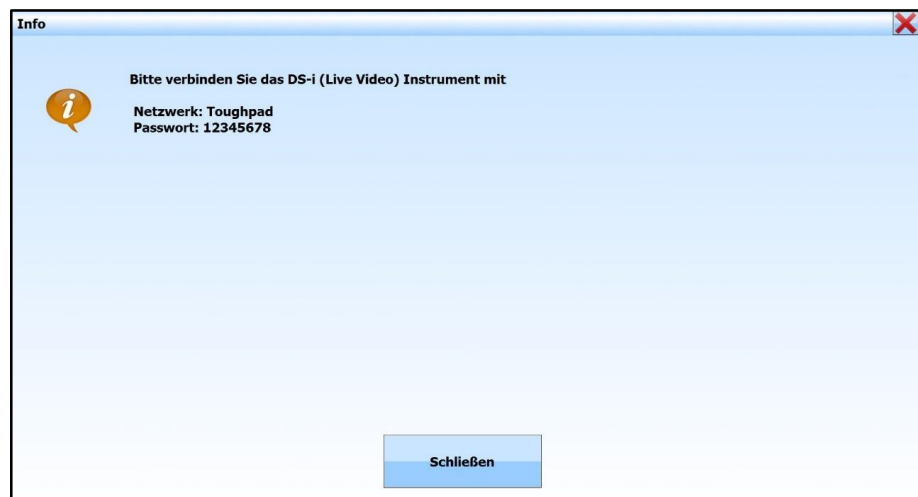 Info
Bitte verbinden Sie das DS-i (Live Video) Instrument mit
Netzwerk: Toughpad
Passwort: 12345678
Schließen